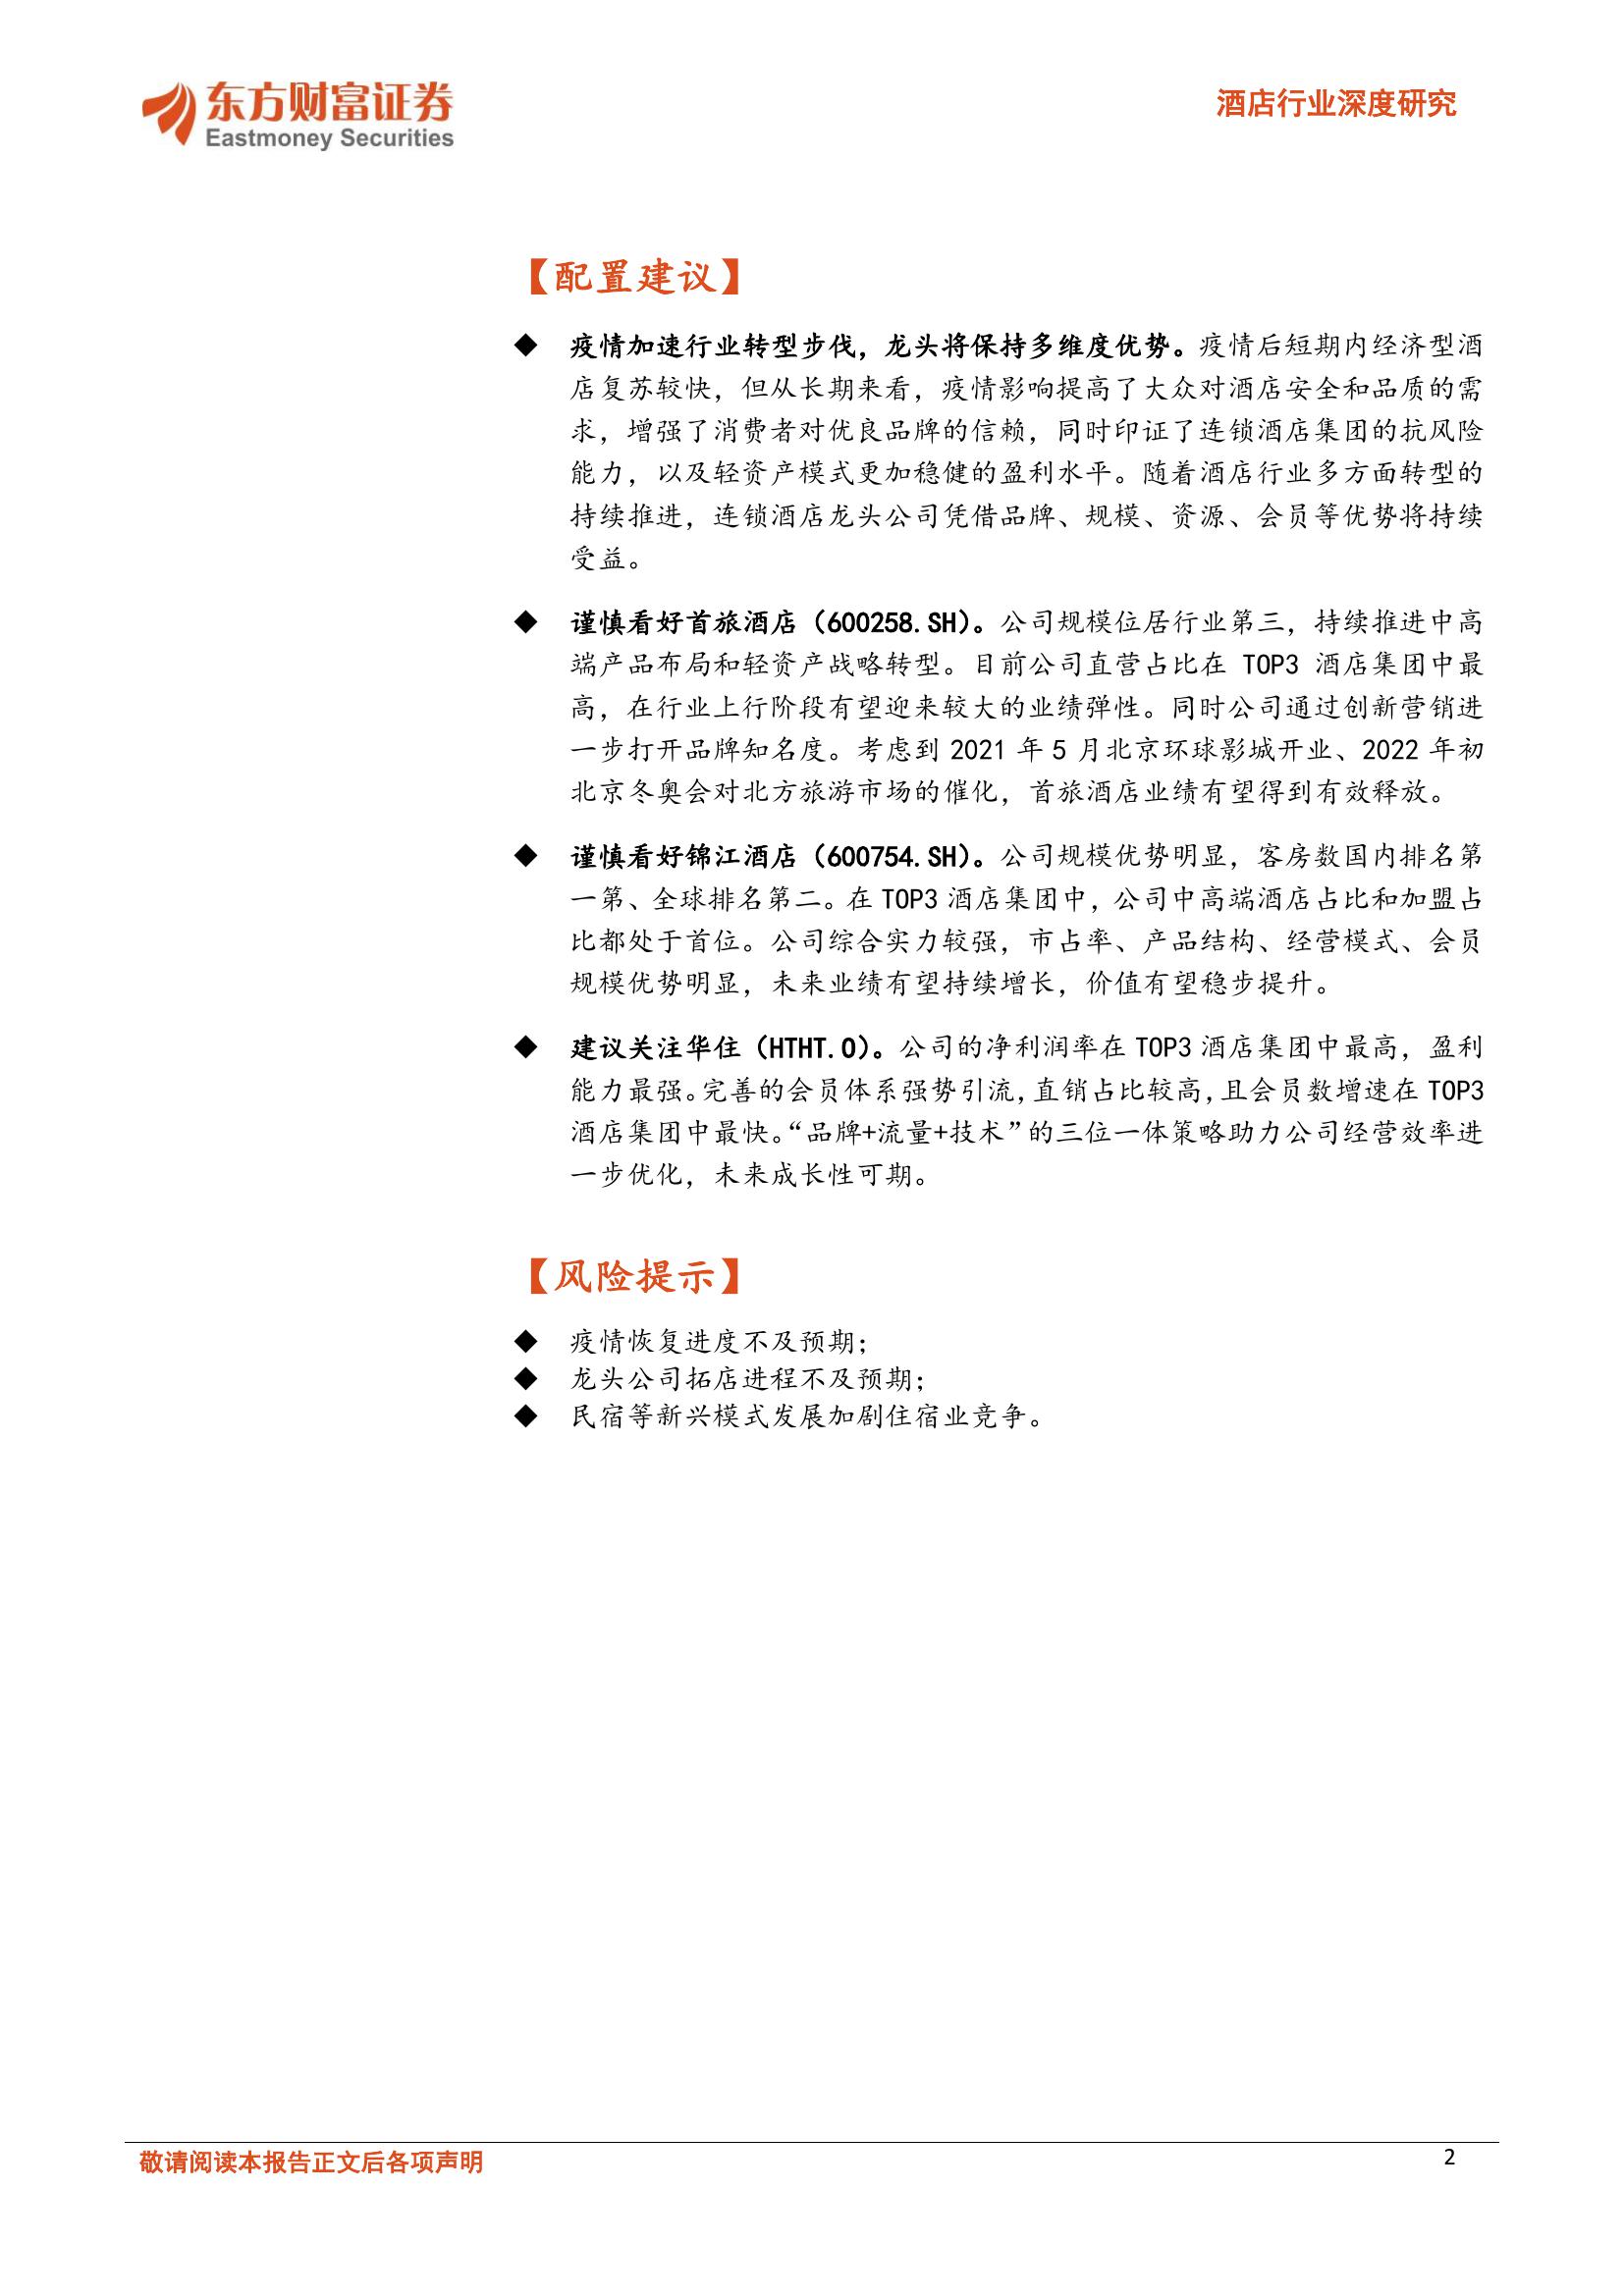 东方财富证券
Eastmoney Securities
酒店行业深度研究
【配置建议】
◆ 疫情加速行业转型步伐，龙头将保持多维度优势。疫情后短期内经济型酒
店复苏较快，但从长期来看，疫情影响提高了大众对酒店安全和品质的需
求，增强了消费者对优良品牌的信赖，同时印证了连锁酒店集团的抗风险
能力，以及轻资产模式更加稳健的盈利水平。随着酒店行业多方面转型的
持续推进，连锁酒店龙头公司凭借品牌、规模、资源、会员等优势将持续
受益。
◆ 谨慎看好首旅酒店（600258.SH）。公司规模位居行业第三，持续推进中高
端产品布局和轻资产战略转型。目前公司直营占比在 TOP3 酒店集团中最
高，在行业上行阶段有望迎来较大的业绩弹性。同时公司通过创新营销进
一步打开品牌知名度。考虑到 2021 年 5 月北京环球影城开业、2022 年初
北京冬奥会对北方旅游市场的催化，首旅酒店业绩有望得到有效释放。
◆ 谨慎看好锦江酒店（600754.SH）。公司规模优势明显，客房数国内排名第
一第、全球排名第二。在 TOP3 酒店集团中，公司中高端酒店占比和加盟占
比都处于首位。公司综合实力较强，市占率、产品结构、经营模式、会员
规模优势明显，未来业绩有望持续增长，价值有望稳步提升。
◆ 建议关注华住（HTHT.O）。公司的净利润率在 TOP3 酒店集团中最高，盈利
能力最强。完善的会员体系强势引流，直销占比较高，且会员数增速在 TOP3
酒店集团中最快。“品牌+流量+技术”的三位一体策略助力公司经营效率进
一步优化，未来成长性可期。
【风险提示】
◆ 疫情恢复进度不及预期；
◆ 龙头公司拓店进程不及预期；
◆ 民宿等新兴模式发展加剧住宿业竞争。
敬请阅读本报告正文后各项声明
2